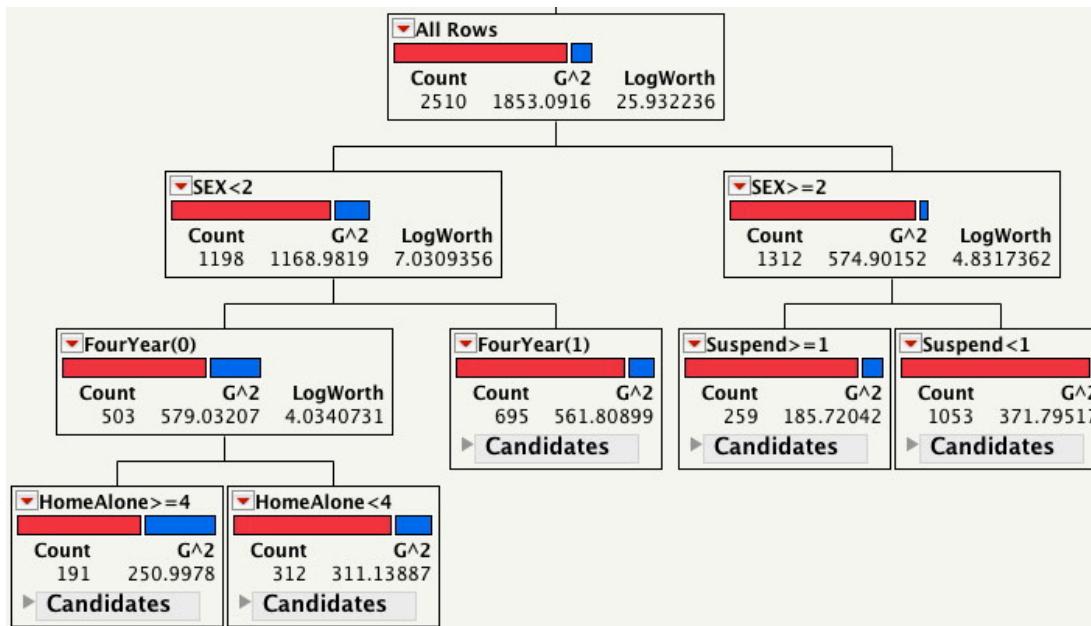 All Rows
Count G^2 LogWorth
2510 1853.0916 25.932236
SEX<2
Count G^2 LogWorth
1198 1168.9819 7.0309356
SEX>=2
Count G^2 LogWorth
1312 574.90152 4.8317362
FourYear(0)
Count G^2 LogWorth
503 579.03207 4.0340731
FourYear(1)
Count G^2
695 561.80899
Candidates
Suspend>=1
Count G^2
259 185.72042
Candidates
Suspend<1
Count G^2
1053 371.79517
Candidates
HomeAlone>=4
Count G^2
191 250.9978
Candidates
HomeAlone<4
Count G^2
312 311.13887
Candidates